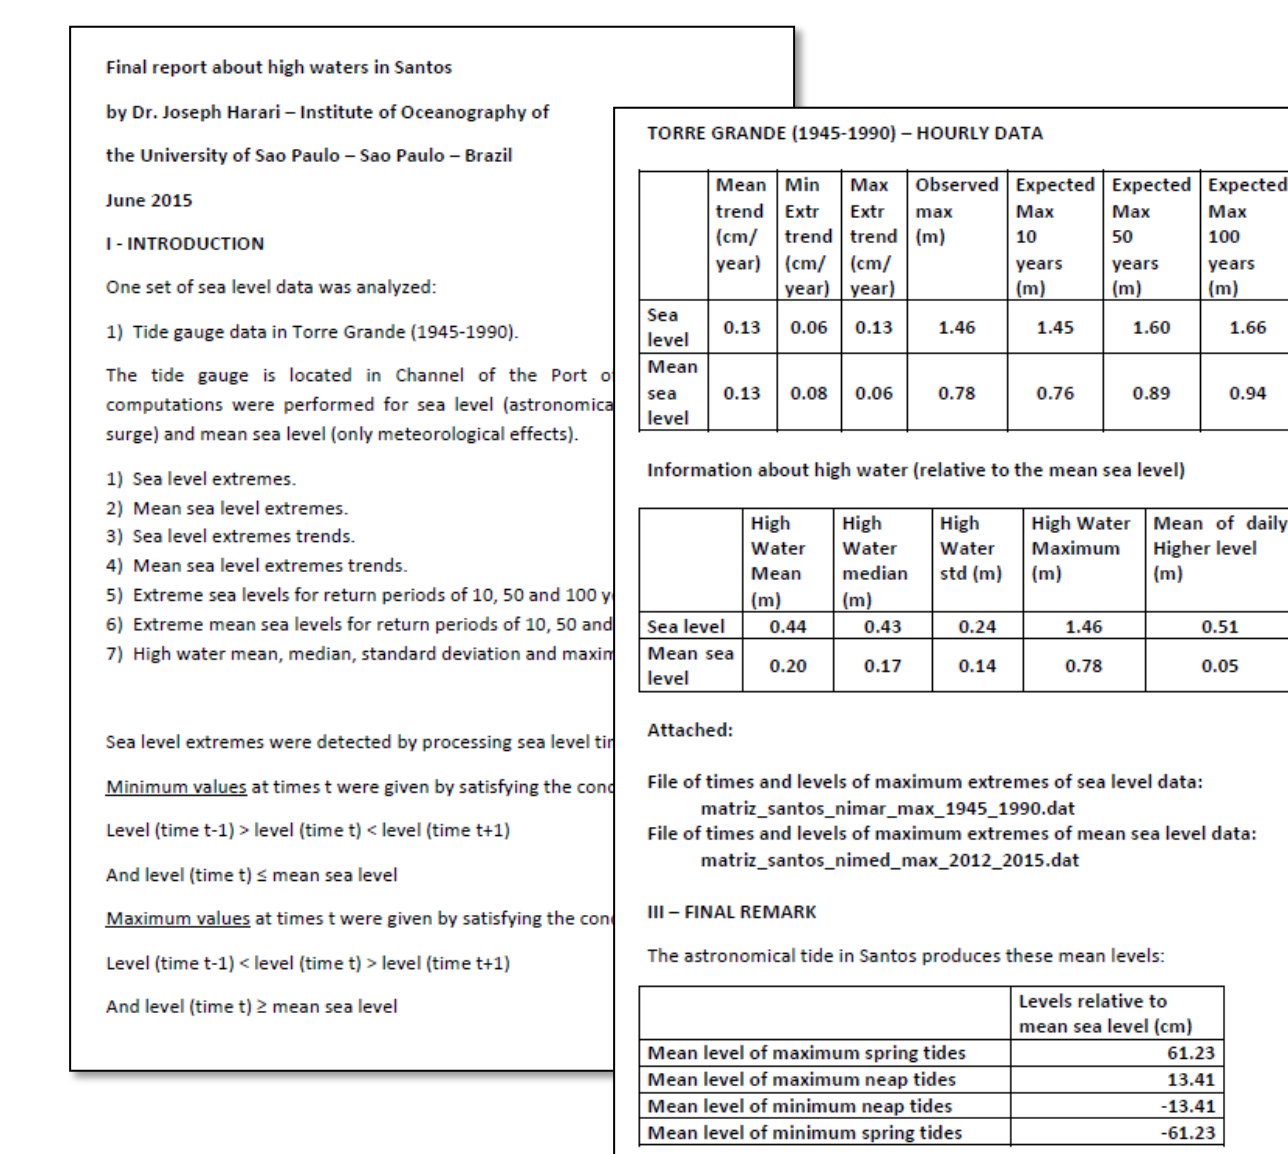 Final report about high waters in Santos
by Dr. Joseph Harari – Institute of Oceanography of
the University of Sao Paulo – Sao Paulo – Brazil
June 2015
I - INTRODUCTION
One set of sea level data was analyzed:
1) Tide gauge data in Torre Grande (1945-1990).
The tide gauge is located in Channel of the Port
computations were performed for sea level
surge) and mean sea level (only meteorological effects).
1) Sea level extremes.
2) Mean sea level extremes.
3) Sea level extremes trends.
4) Mean sea level extremes trends.
5) Extreme sea levels for return periods of 10, 50 and 100
6) Extreme mean sea levels for return periods of 10, 50 and
7) High water mean, median, standard deviation and
Sea level extremes were detected by processing sea level
Minimum values at times t were given by satisfying the
Level (time t-1) > level (time t) < level (time t+1)
And level (time t) ≤ mean sea level
Maximum values at times t were given by satisfying the
Level (time t-1) < level (time t) > level (time t+1)
And level (time t) ≥ mean sea level
TORRE GRANDE (1945-1990) – HOURLY DATA
Mean Min Max Observed Expected Expected Expected
trend Extr Extr max Max Max Max
(cm/ trend trend (m) 10 50 100
year) (cm/ (cm/ years years years
year) year) (m) (m) (m)
Sea
level 0.13 0.06 0.13 1.46 1.45 1.60 1.66
Mean
sea 0.13 0.08 0.06 0.78 0.76 0.89 0.94
level
Information about high water (relative to the mean sea level)
High High High High Water Mean of daily
Water Water Water Maximum Higher level
Mean median std (m) (m) (m)
(m) (m)
Sea level 0.44 0.43 0.24 1.46 0.51
Mean sea
level 0.20 0.17 0.14 0.78 0.05
Attached:
File of times and levels of maximum extremes of sea level data:
matriz_santos_nimar_max_1945_1990.dat
File of times and levels of maximum extremes of mean sea level data:
matriz_santos_nimed_max_2012_2015.dat
III – FINAL REMARK
The astronomical tide in Santos produces these mean levels:
Levels relative to
mean sea level (cm)
Mean level of maximum spring tides 61.23
Mean level of maximum neap tides 13.41
Mean level of minimum neap tides -13.41
Mean level of minimum spring tides -61.23